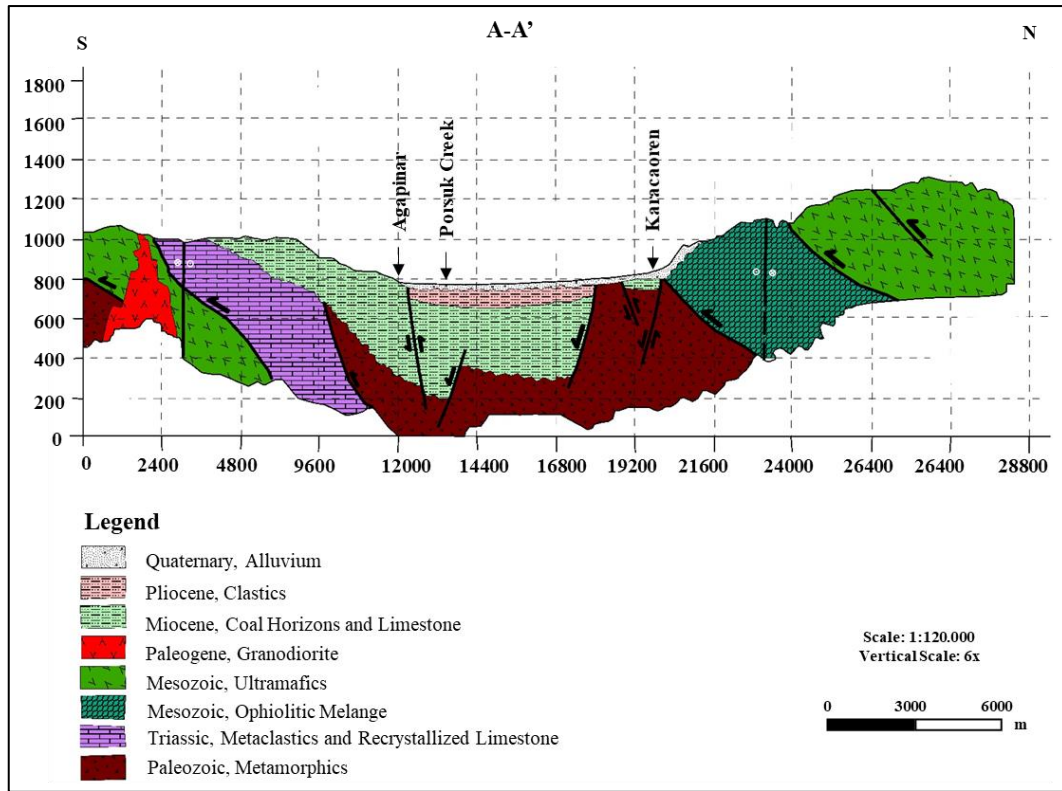 A-A’
S
N
1800
1600
1400
1200
1000
800
600
400
200
0
Agapinar
Porsuk Creek
Karacaoren
0 2400 4800 9600 12000 14400 16800 19200 21600 24000 26400 26400 28800
Legend
Quaternary, Alluvium
Pliocene, Clastics
Miocene, Coal Horizons and Limestone
Paleogene, Granodiorite
Mesozoic, Ultramafics
Mesozoic, Ophiolitic Melange
Triassic, Metaclastics and Recrystallized Limestone
Paleozoic, Metamorphics
Scale: 1:120.000
Vertical Scale: 6x
0 3000 6000
m